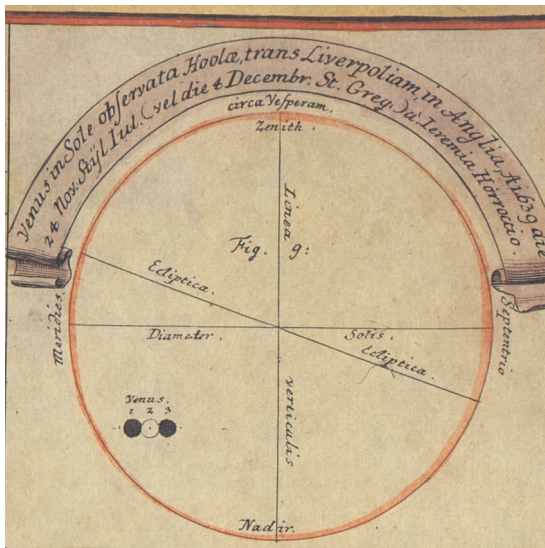 Venus in Sole observata Hoolæ, trans Liverpoliam in Anglia, A. 1639 die
24 Nov. Stÿl. Iul. (vel die 4 Decembr. St. Greg.) à Ieremia Horroccio.
circa Vesperam.
Zenith.
Linea
Fig. 9:
Ecliptica.
Meridies.
Septentrio
Diameter.
Solis.
Ecliptica.
verticalis
Venus.
1 2 3
Nadir.